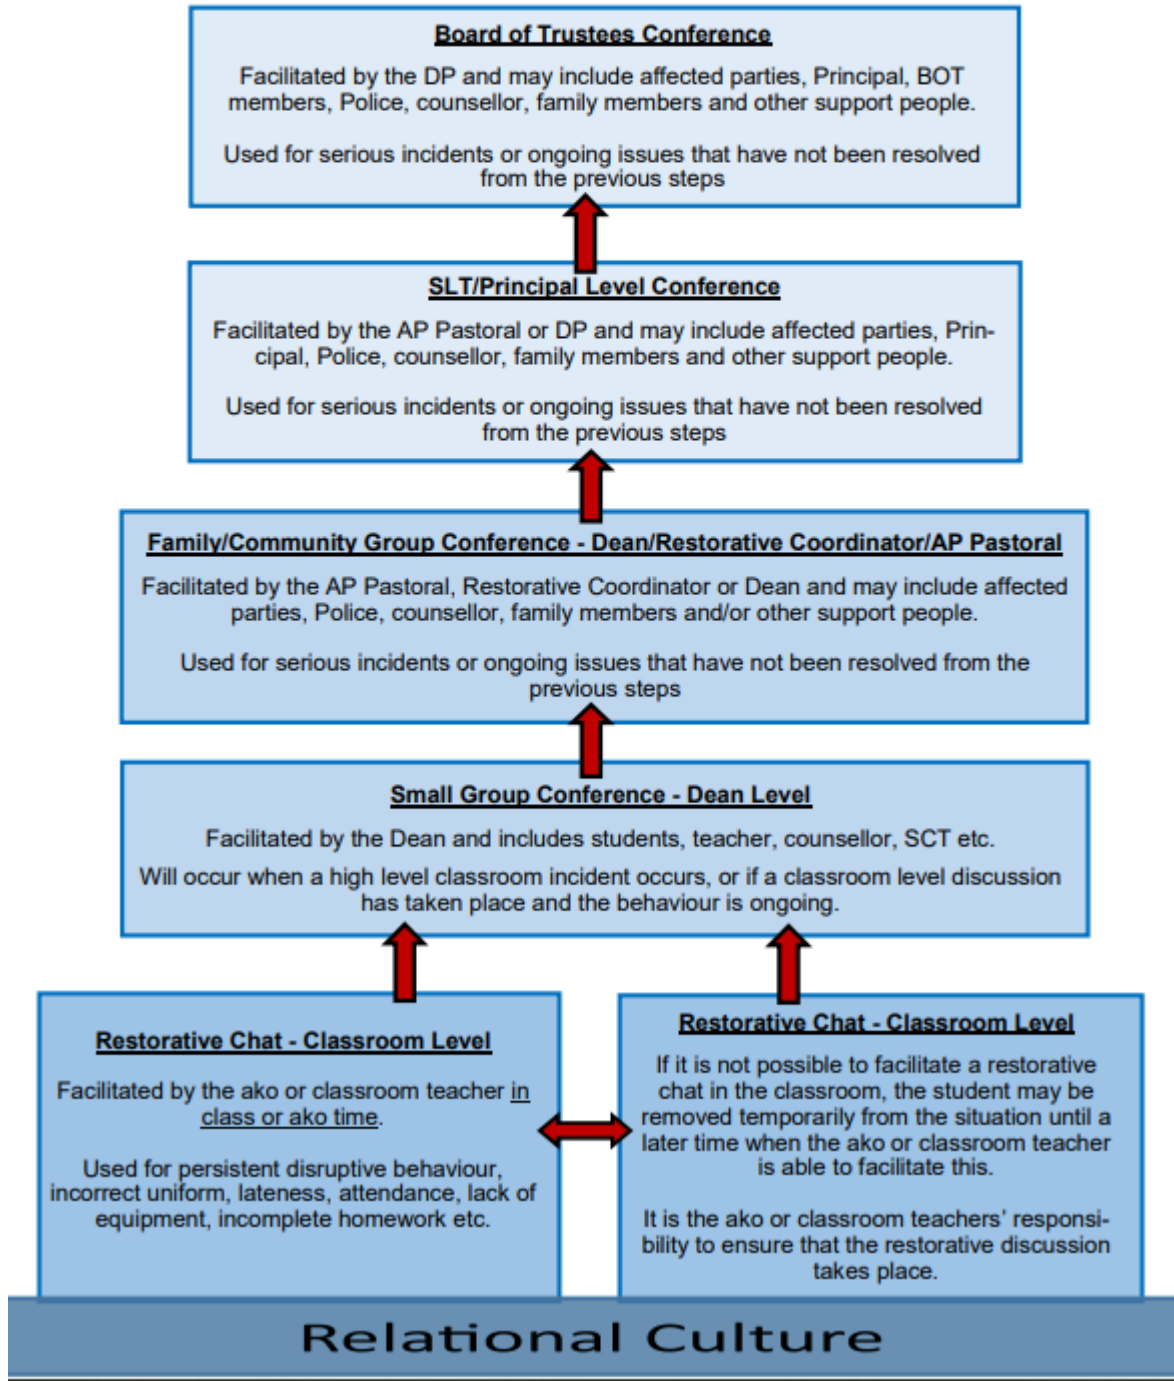 Board of Trustees Conference
Facilitated by the DP and may include affected parties, Principal, BOT
members, Police, counsellor, family members and other support people.
Used for serious incidents or ongoing issues that have not been resolved
from the previous steps
SLT/Principal Level Conference
Facilitated by the AP Pastoral or DP and may include affected parties, Prin-
cipal, Police, counsellor, family members and other support people.
Used for serious incidents or ongoing issues that have not been resolved
from the previous steps
Family/Community Group Conference - Dean/Restorative Coordinator/AP Pastoral
Facilitated by the AP Pastoral, Restorative Coordinator or Dean and may include affected
parties, Police, counsellor, family members and/or other support people.
Used for serious incidents or ongoing issues that have not been resolved from the
previous steps
Small Group Conference - Dean Level
Facilitated by the Dean and includes students, teacher, counsellor, SCT etc.
Will occur when a high level classroom incident occurs, or if a classroom level discussion
has taken place and the behaviour is ongoing.
Restorative Chat - Classroom Level
Facilitated by the ako or classroom teacher in
class or ako time.
Used for persistent disruptive behaviour,
incorrect uniform, lateness, attendance, lack of
equipment, incomplete homework etc.
Restorative Chat - Classroom Level
If it is not possible to facilitate a restorative
chat in the classroom, the student may be
removed temporarily from the situation until a
later time when the ako or classroom teacher
is able to facilitate this.
It is the ako or classroom teachers’ responsi-
bility to ensure that the restorative discussion
takes place.
Relational Culture